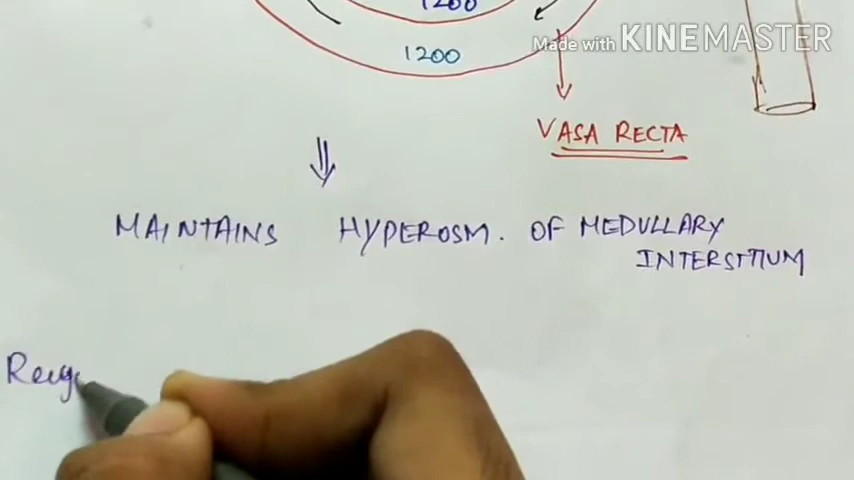 1200
1200
Made with KINEMASTER
VASA RECTA
MAINTAINS HYPEROSM. OF MEDULLARY
INTERSTITIUM